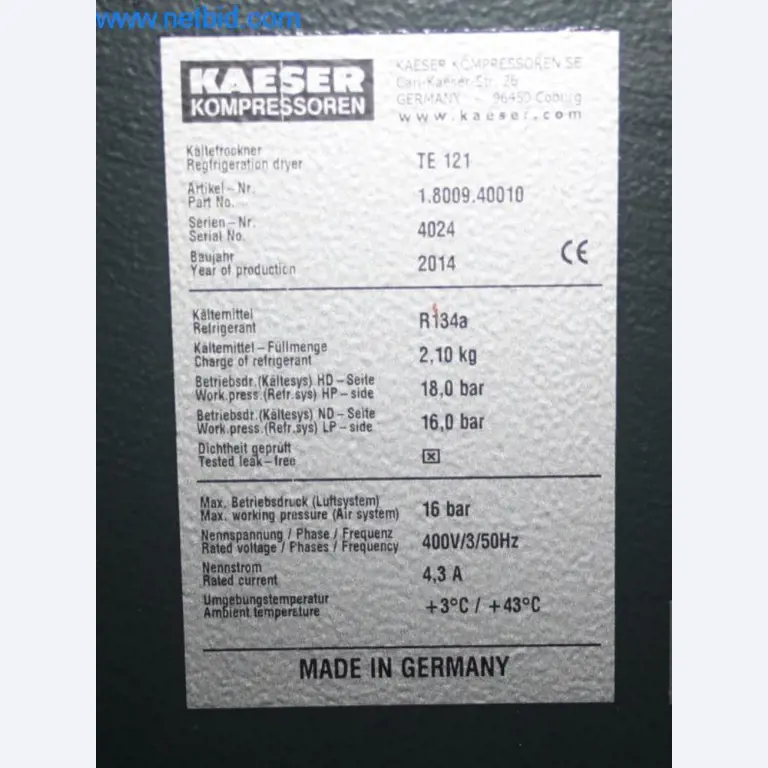 www.netbid.com
KAESER
KOMPRESSOREN
KAESER KOMPRESSOREN SE
Carl-Kaeser-Str. 26
GERMANY - 96450 Coburg
www.kaeser.com
Kältetrockner
Regfrigeration dryer
TE 121
Artikel-Nr.
Part No.
1.8009.40010
Serien-Nr.
Serial No.
4024
Baujahr
Year of production
2014
CE
Kältemittel
Refrigerant
R134a
Kältemittel-Füllmenge
Charge of refrigerant
2,10 kg
Betriebsdr.(Kältesys) HD-Seite
Work.press.(Refr.sys) HP-side
18,0 bar
Betriebsdr.(Kältesys) ND-Seite
Work.press.(Refr.sys) LP-side
16,0 bar
Dichtheit geprüft
Tested leak-free
☒
Max. Betriebsdruck (Luftsystem)
Max. working pressure (Air system)
16 bar
Nennspannung / Phase / Frequenz
Rated voltage / Phases / Frequency
400V/3/50Hz
Nennstrom
Rated current
4,3 A
Umgebungstemperatur
Ambient temperature
+3°C / +43°C
MADE IN GERMANY